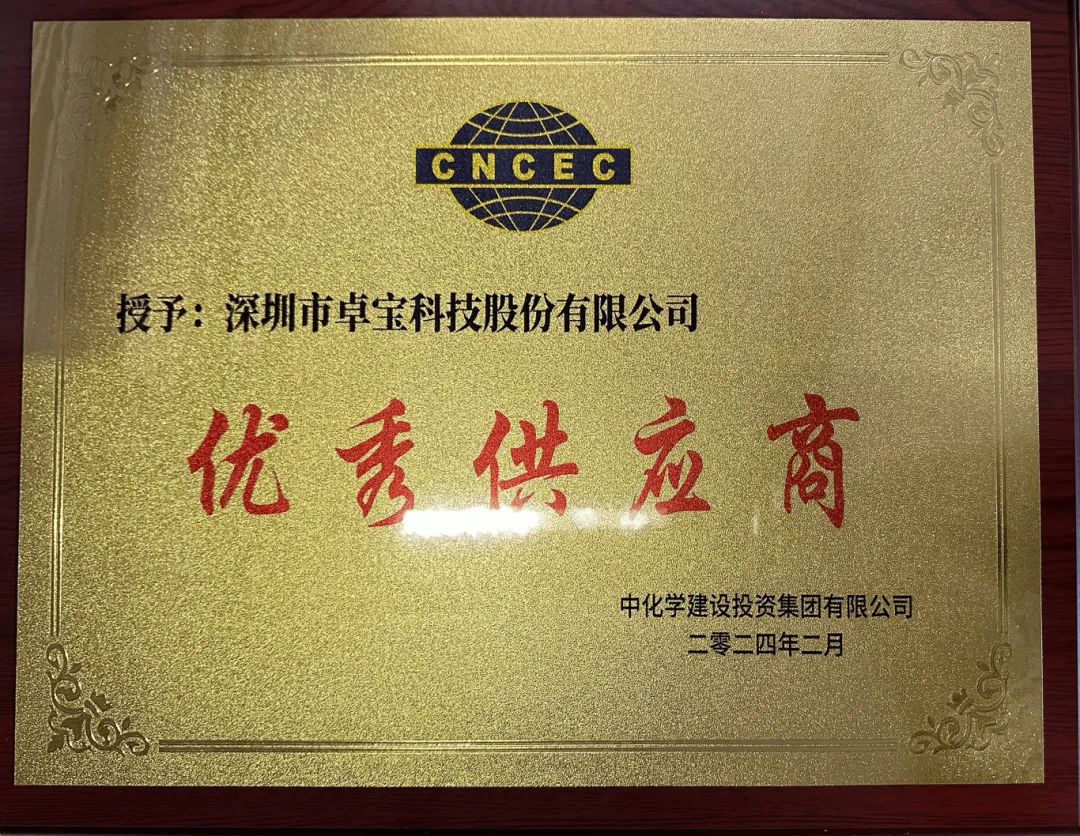 CNCEC
授予：深圳市卓宝科技股份有限公司
优秀供应商
中化学建设投资集团有限公司
二零二四年二月